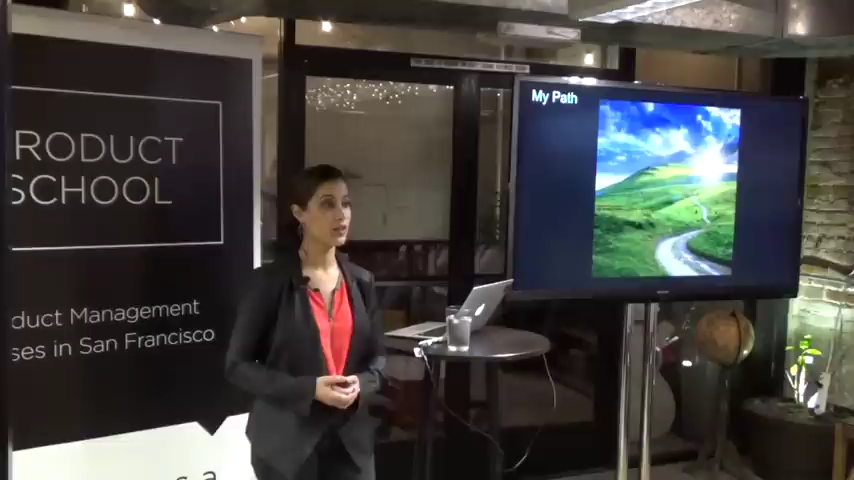 RODUCT
SCHOOL
duct Management
ses in San Francisco
My Path